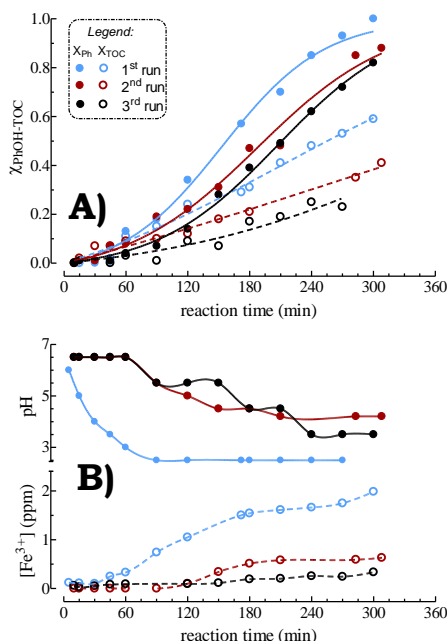 Legend:
X_Ph X_TOC
1st run
2nd run
3rd run
χPhOH-TOC
1.0
0.8
0.6
0.4
0.2
0.0
A)
0 60 120 180 240 300 360
reaction time (min)
7
5
3
pH
B)
2
1
0
[Fe3+] (ppm)
0 60 120 180 240 300 360
reaction time (min)